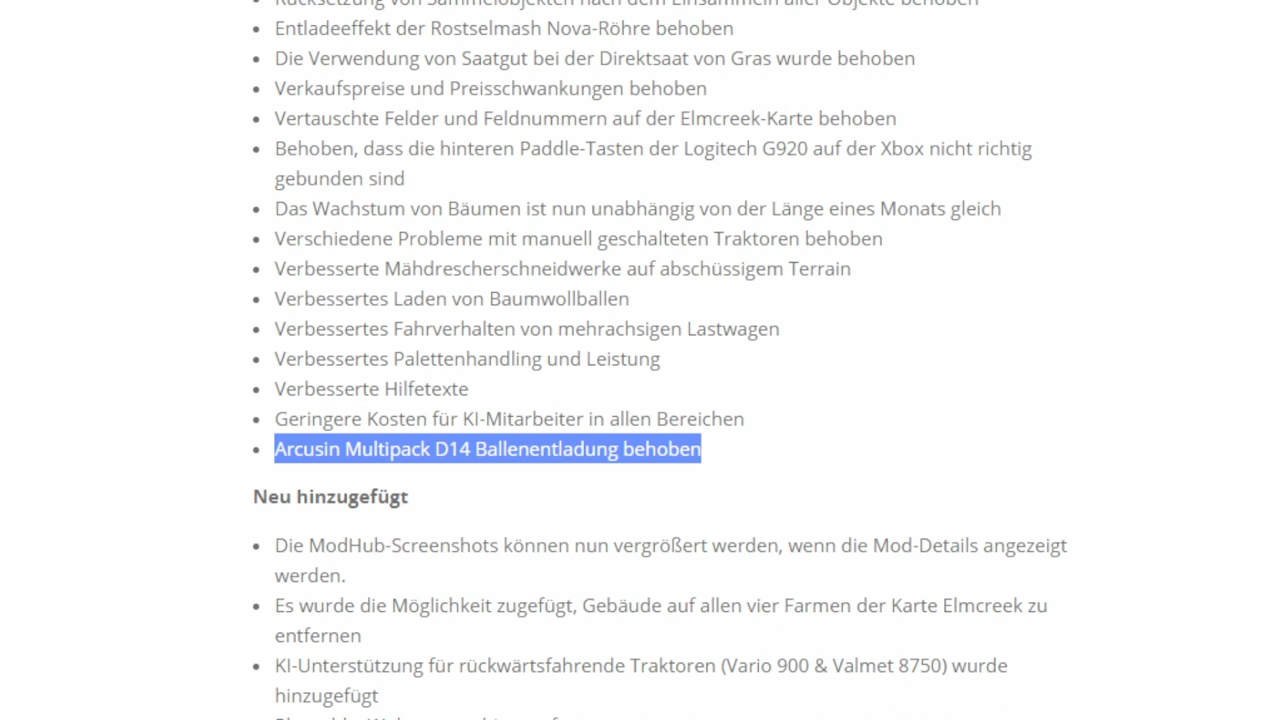 Rücksetzung von Sammelobjekten nach dem Einsammeln aller Objekte behoben
Entladeeffekt der Rostselmash Nova-Röhre behoben
Die Verwendung von Saatgut bei der Direktsaat von Gras wurde behoben
Verkaufspreise und Preisschwankungen behoben
Vertauschte Felder und Feldnummern auf der Elmcreek-Karte behoben
Behoben, dass die hinteren Paddle-Tasten der Logitech G920 auf der Xbox nicht richtig
gebunden sind
Das Wachstum von Bäumen ist nun unabhängig von der Länge eines Monats gleich
Verschiedene Probleme mit manuell geschalteten Traktoren behoben
Verbesserte Mähdrescherschneidwerke auf abschüssigem Terrain
Verbessertes Laden von Baumwollballen
Verbessertes Fahrverhalten von mehrachsigen Lastwagen
Verbessertes Palettenhandling und Leistung
Verbesserte Hilfetexte
Geringere Kosten für KI-Mitarbeiter in allen Bereichen
Arcusin Multipack D14 Ballenentladung behoben
Neu hinzugefügt
Die ModHub-Screenshots können nun vergrößert werden, wenn die Mod-Details angezeigt
werden.
Es wurde die Möglichkeit zugefügt, Gebäude auf allen vier Farmen der Karte Elmcreek zu
entfernen
KI-Unterstützung für rückwärtsfahrende Traktoren (Vario 900 & Valmet 8750) wurde
hinzugefügt